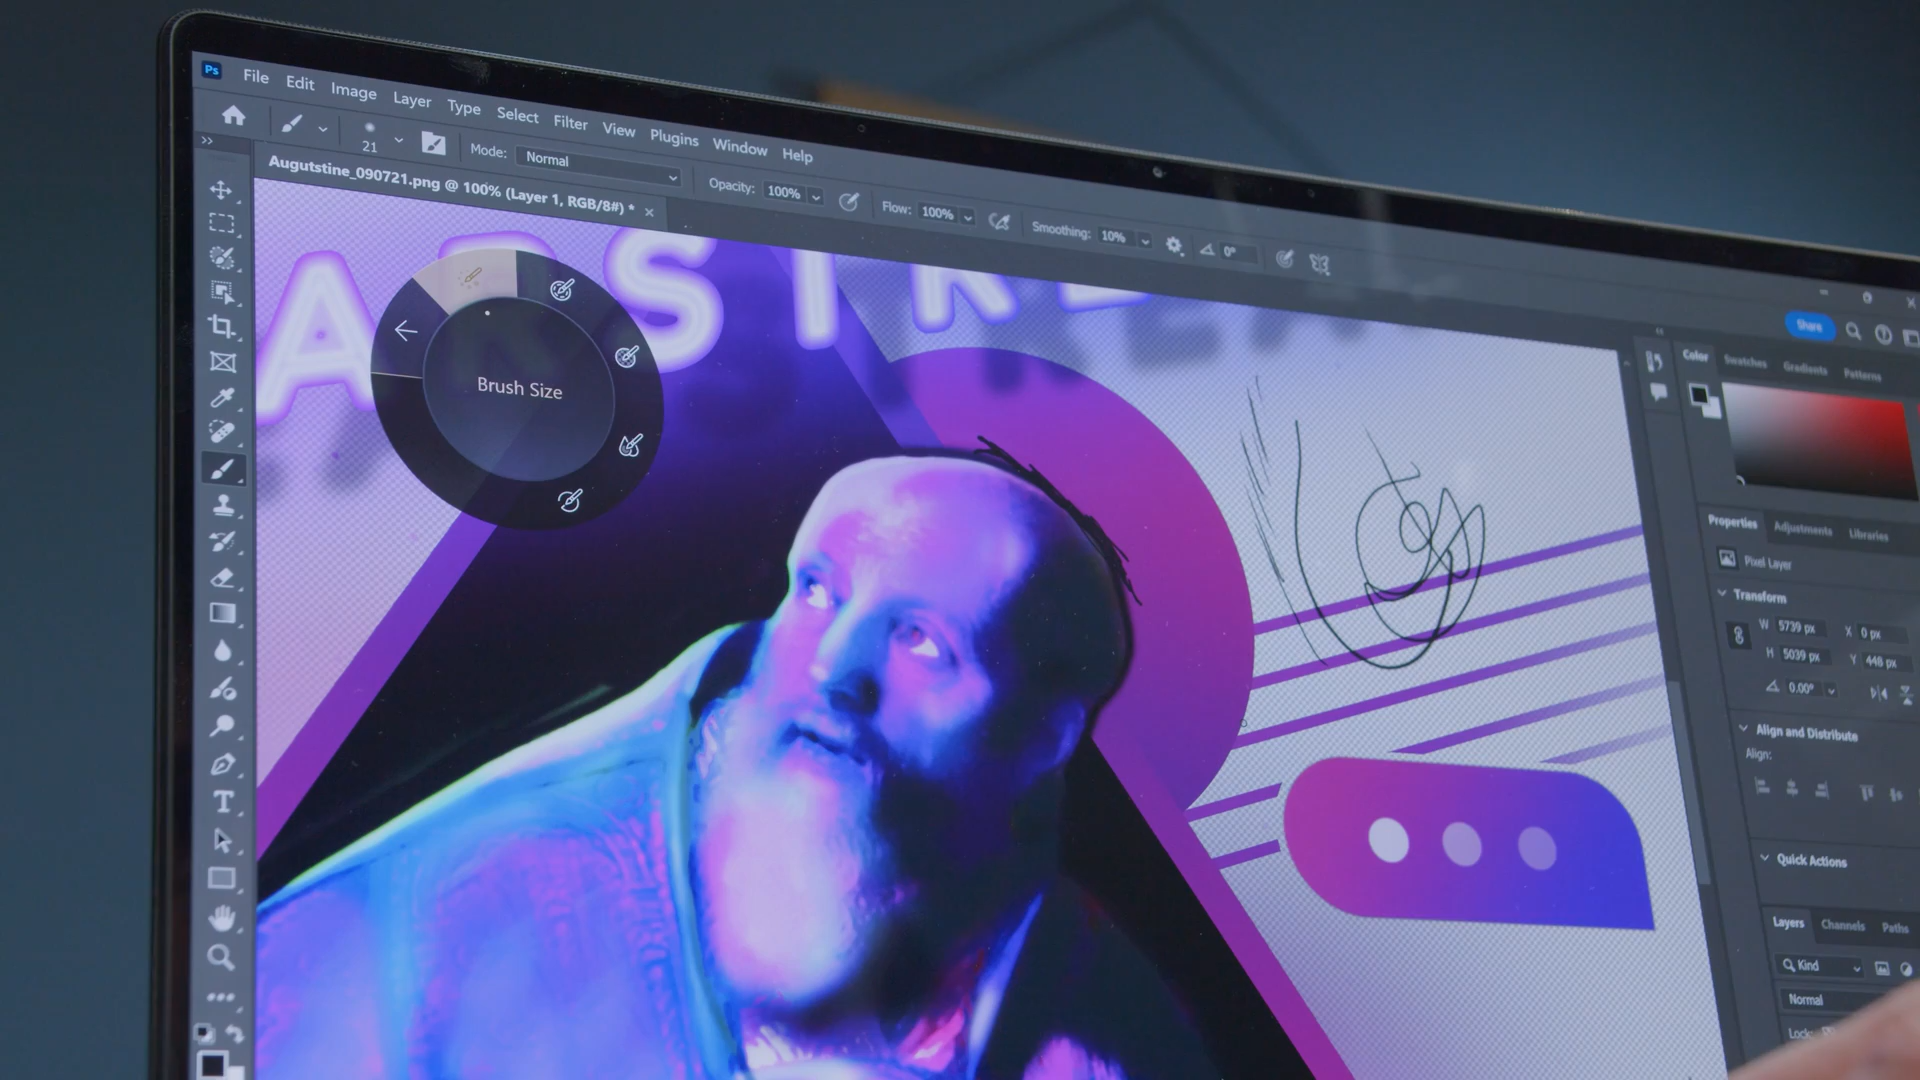 Ps File Edit Image Layer Type Select Filter View Plugins Window Help
21 Mode: Normal Opacity: 100% Flow: 100% Smoothing: 10% 0°
Augutstine_090721.png @ 100% (Layer 1, RGB/8#) *
Share
Brush Size
Color Swatches Gradients Patterns
Properties Adjustments Libraries
Pixel Layer
Transform
W 5739 px X 0 px
H 5039 px Y 448 px
0.00°
Align and Distribute
Align:
Quick Actions
Layers Channels Paths
Kind
Normal
Lock:
T